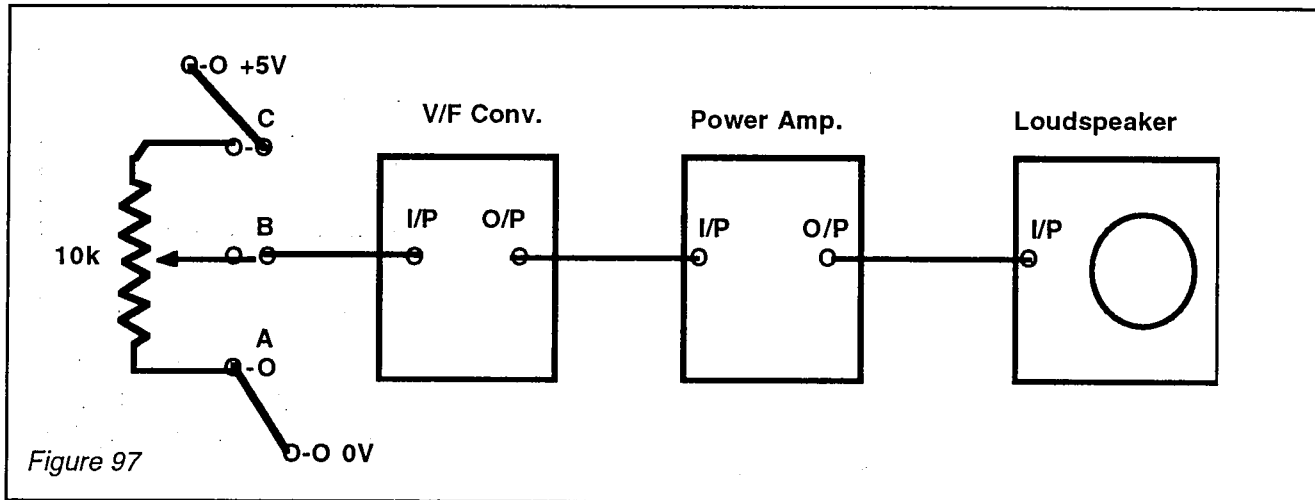 +5V
C
V/F Conv.
Power Amp.
Loudspeaker
I/P
O/P
I/P
O/P
I/P
B
10k
A
0V
Figure 97